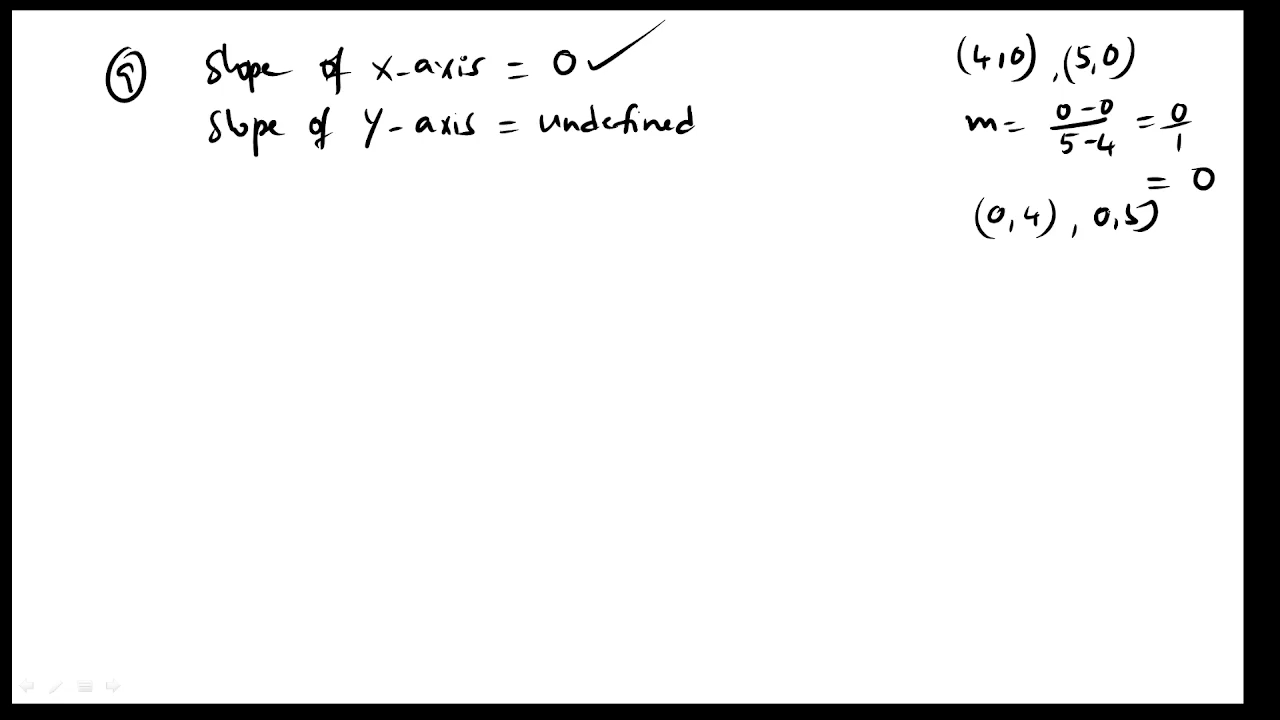 9 Slope of x-axis = 0 ✓
Slope of y-axis = undefined
(4,0) , (5,0)
m = 0-0/5-4 = 0/1
= 0
(0,4) , 0,5)